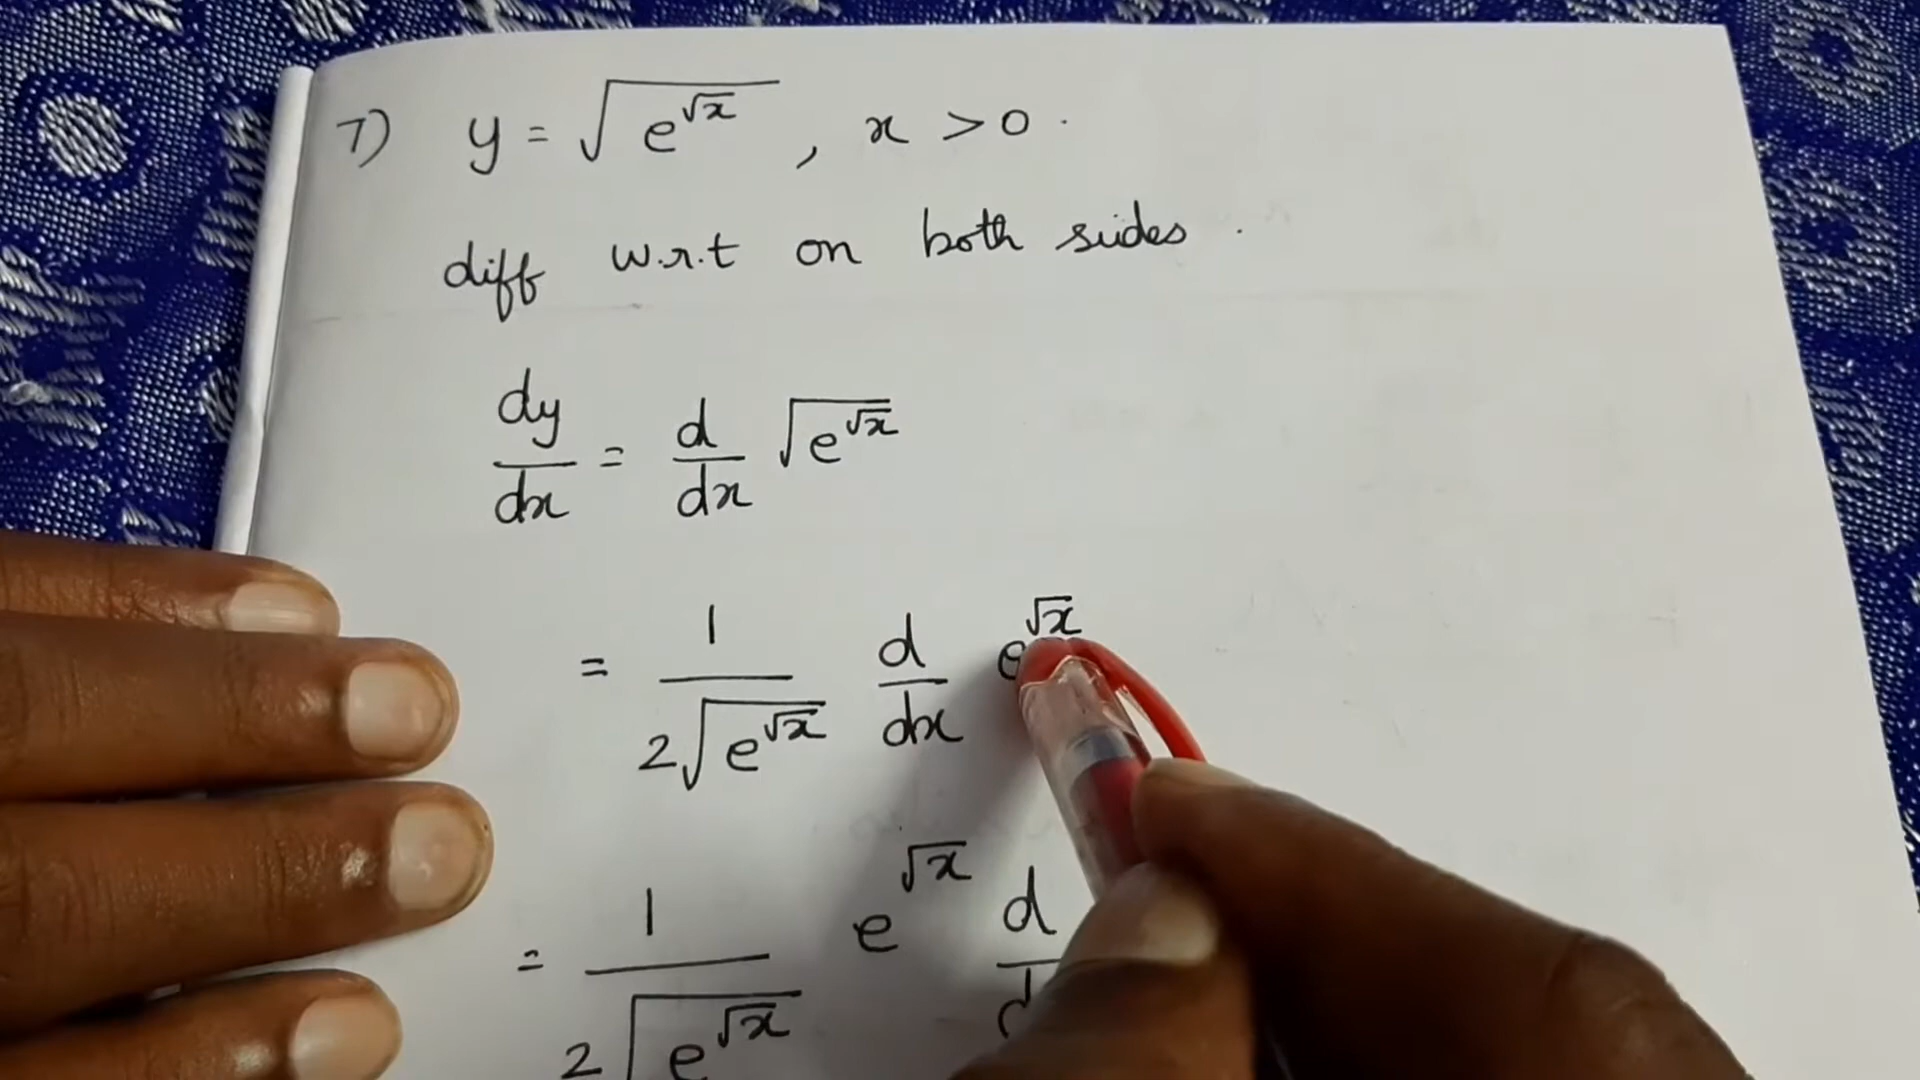 7) y = √(e^√x) , x > 0 .
diff w.r.t on both sides .
dy/dx = d/dx √(e^√x)
= 1/(2√(e^√x)) d/dx e^√x
= 1/(2√(e^√x)) e^√x d